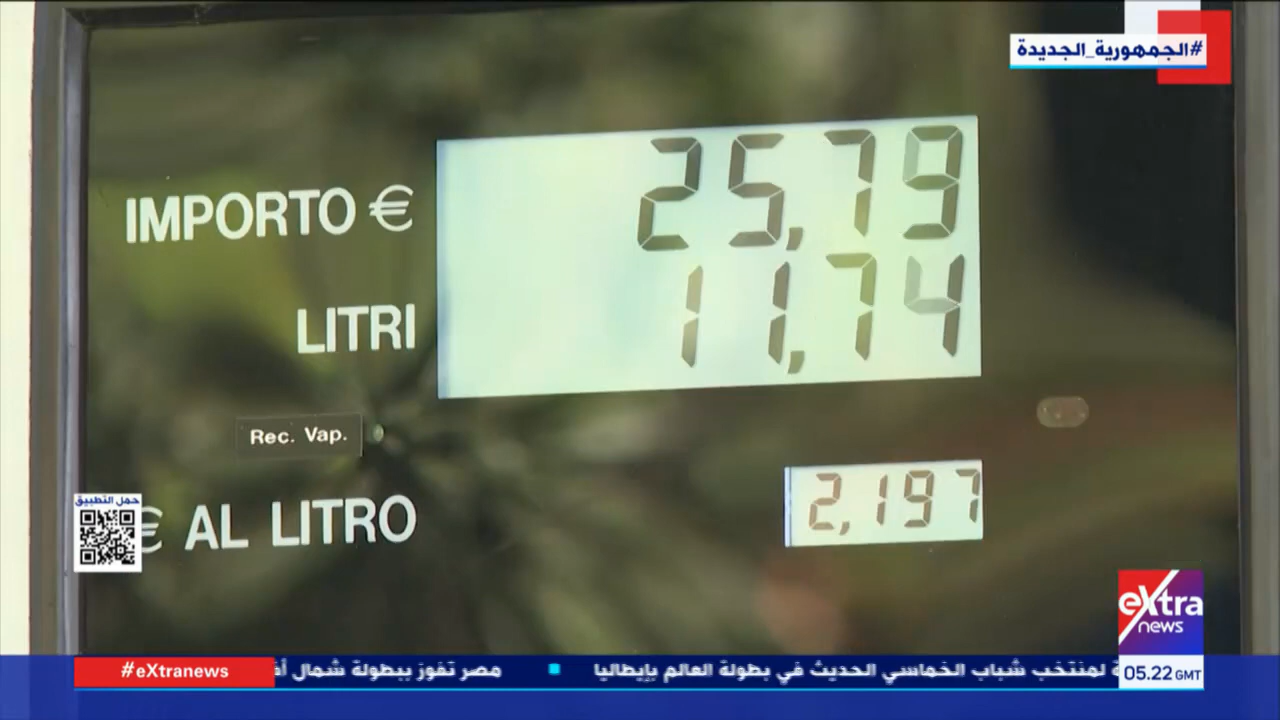 #الجمهورية_الجديدة
IMPORTO € 25,79
LITRI 11,74
Rec. Vap.
حمل التطبيق
€ AL LITRO 2,197
eXtra
news
#eXtranews
لمنتخب شباب الخماسي الحديث في بطولة العالم بإيطاليا ■ مصر تفوز ببطولة شمال
05.22 GMT